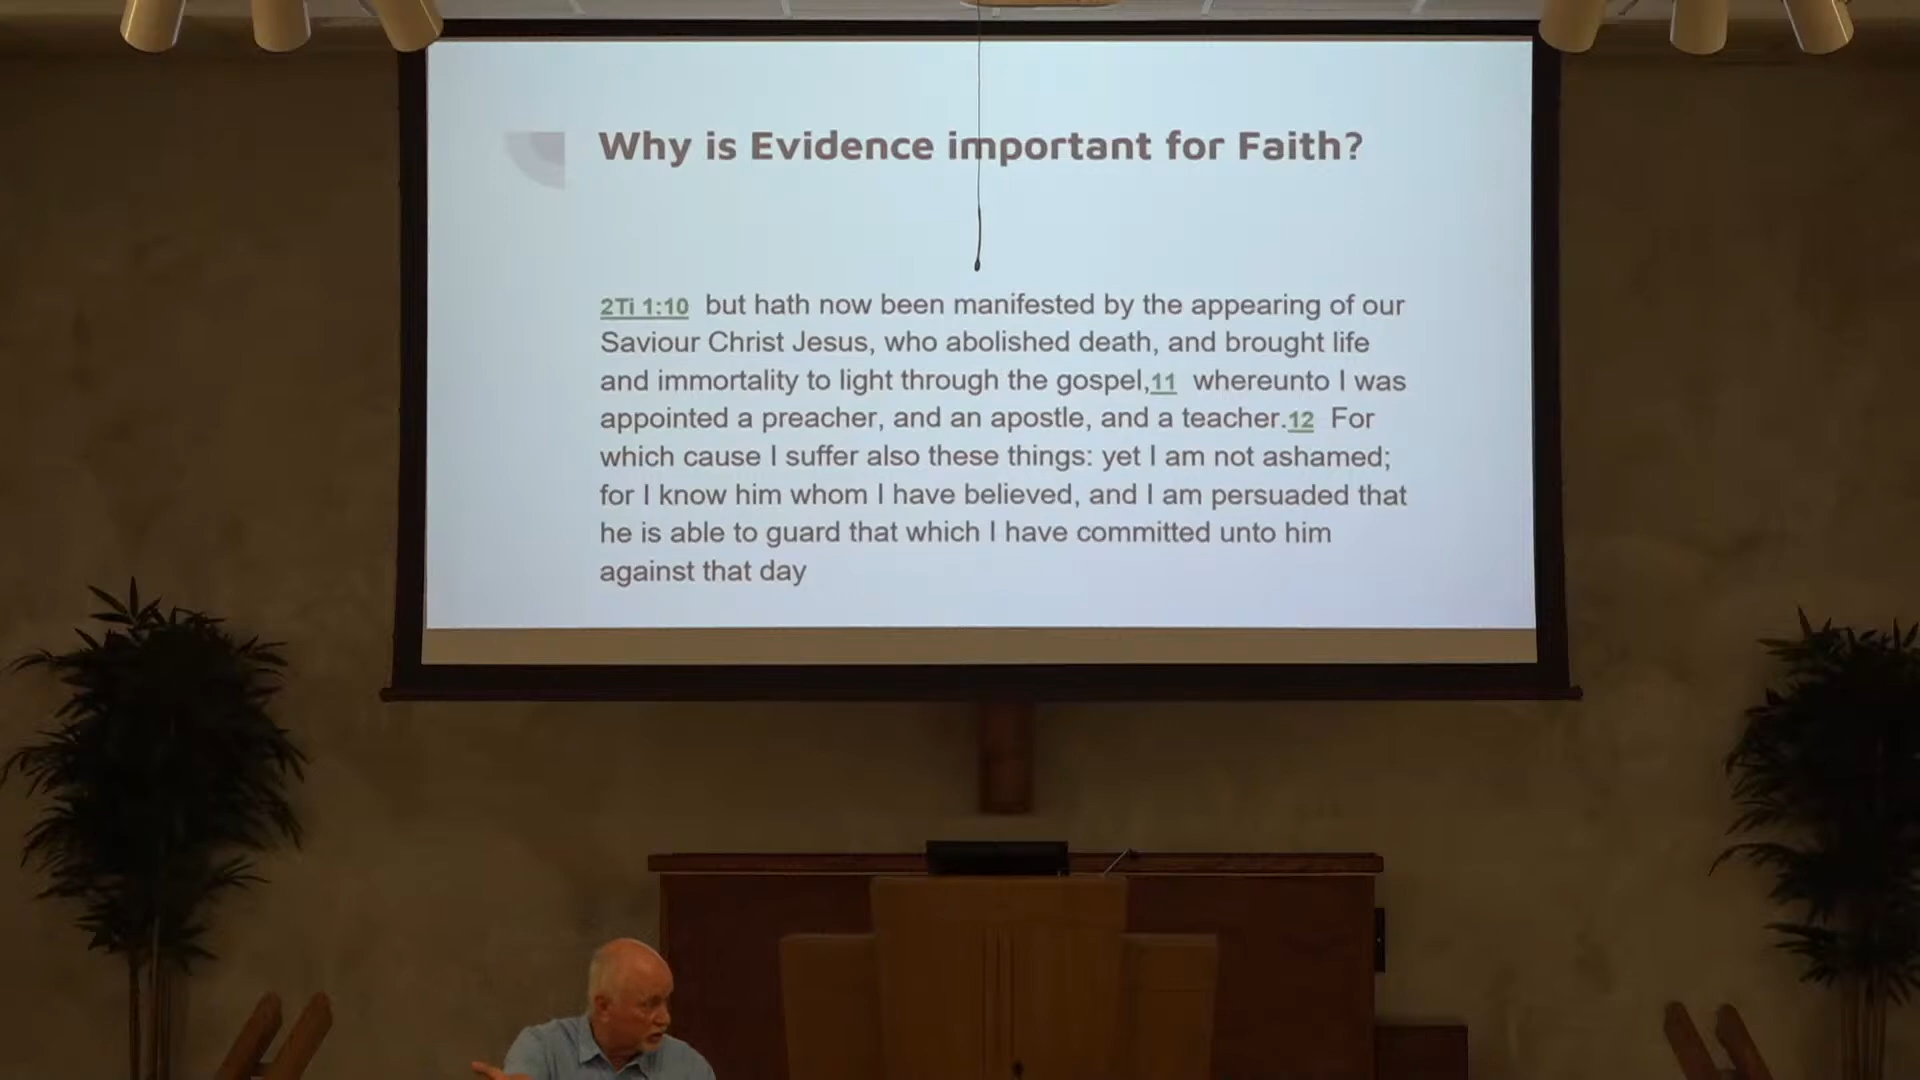 Why is Evidence important for Faith?
2Ti 1:10 but hath now been manifested by the appearing of our
Saviour Christ Jesus, who abolished death, and brought life
and immortality to light through the gospel,11 whereunto I was
appointed a preacher, and an apostle, and a teacher.12 For
which cause I suffer also these things: yet I am not ashamed;
for I know him whom I have believed, and I am persuaded that
he is able to guard that which I have committed unto him
against that day